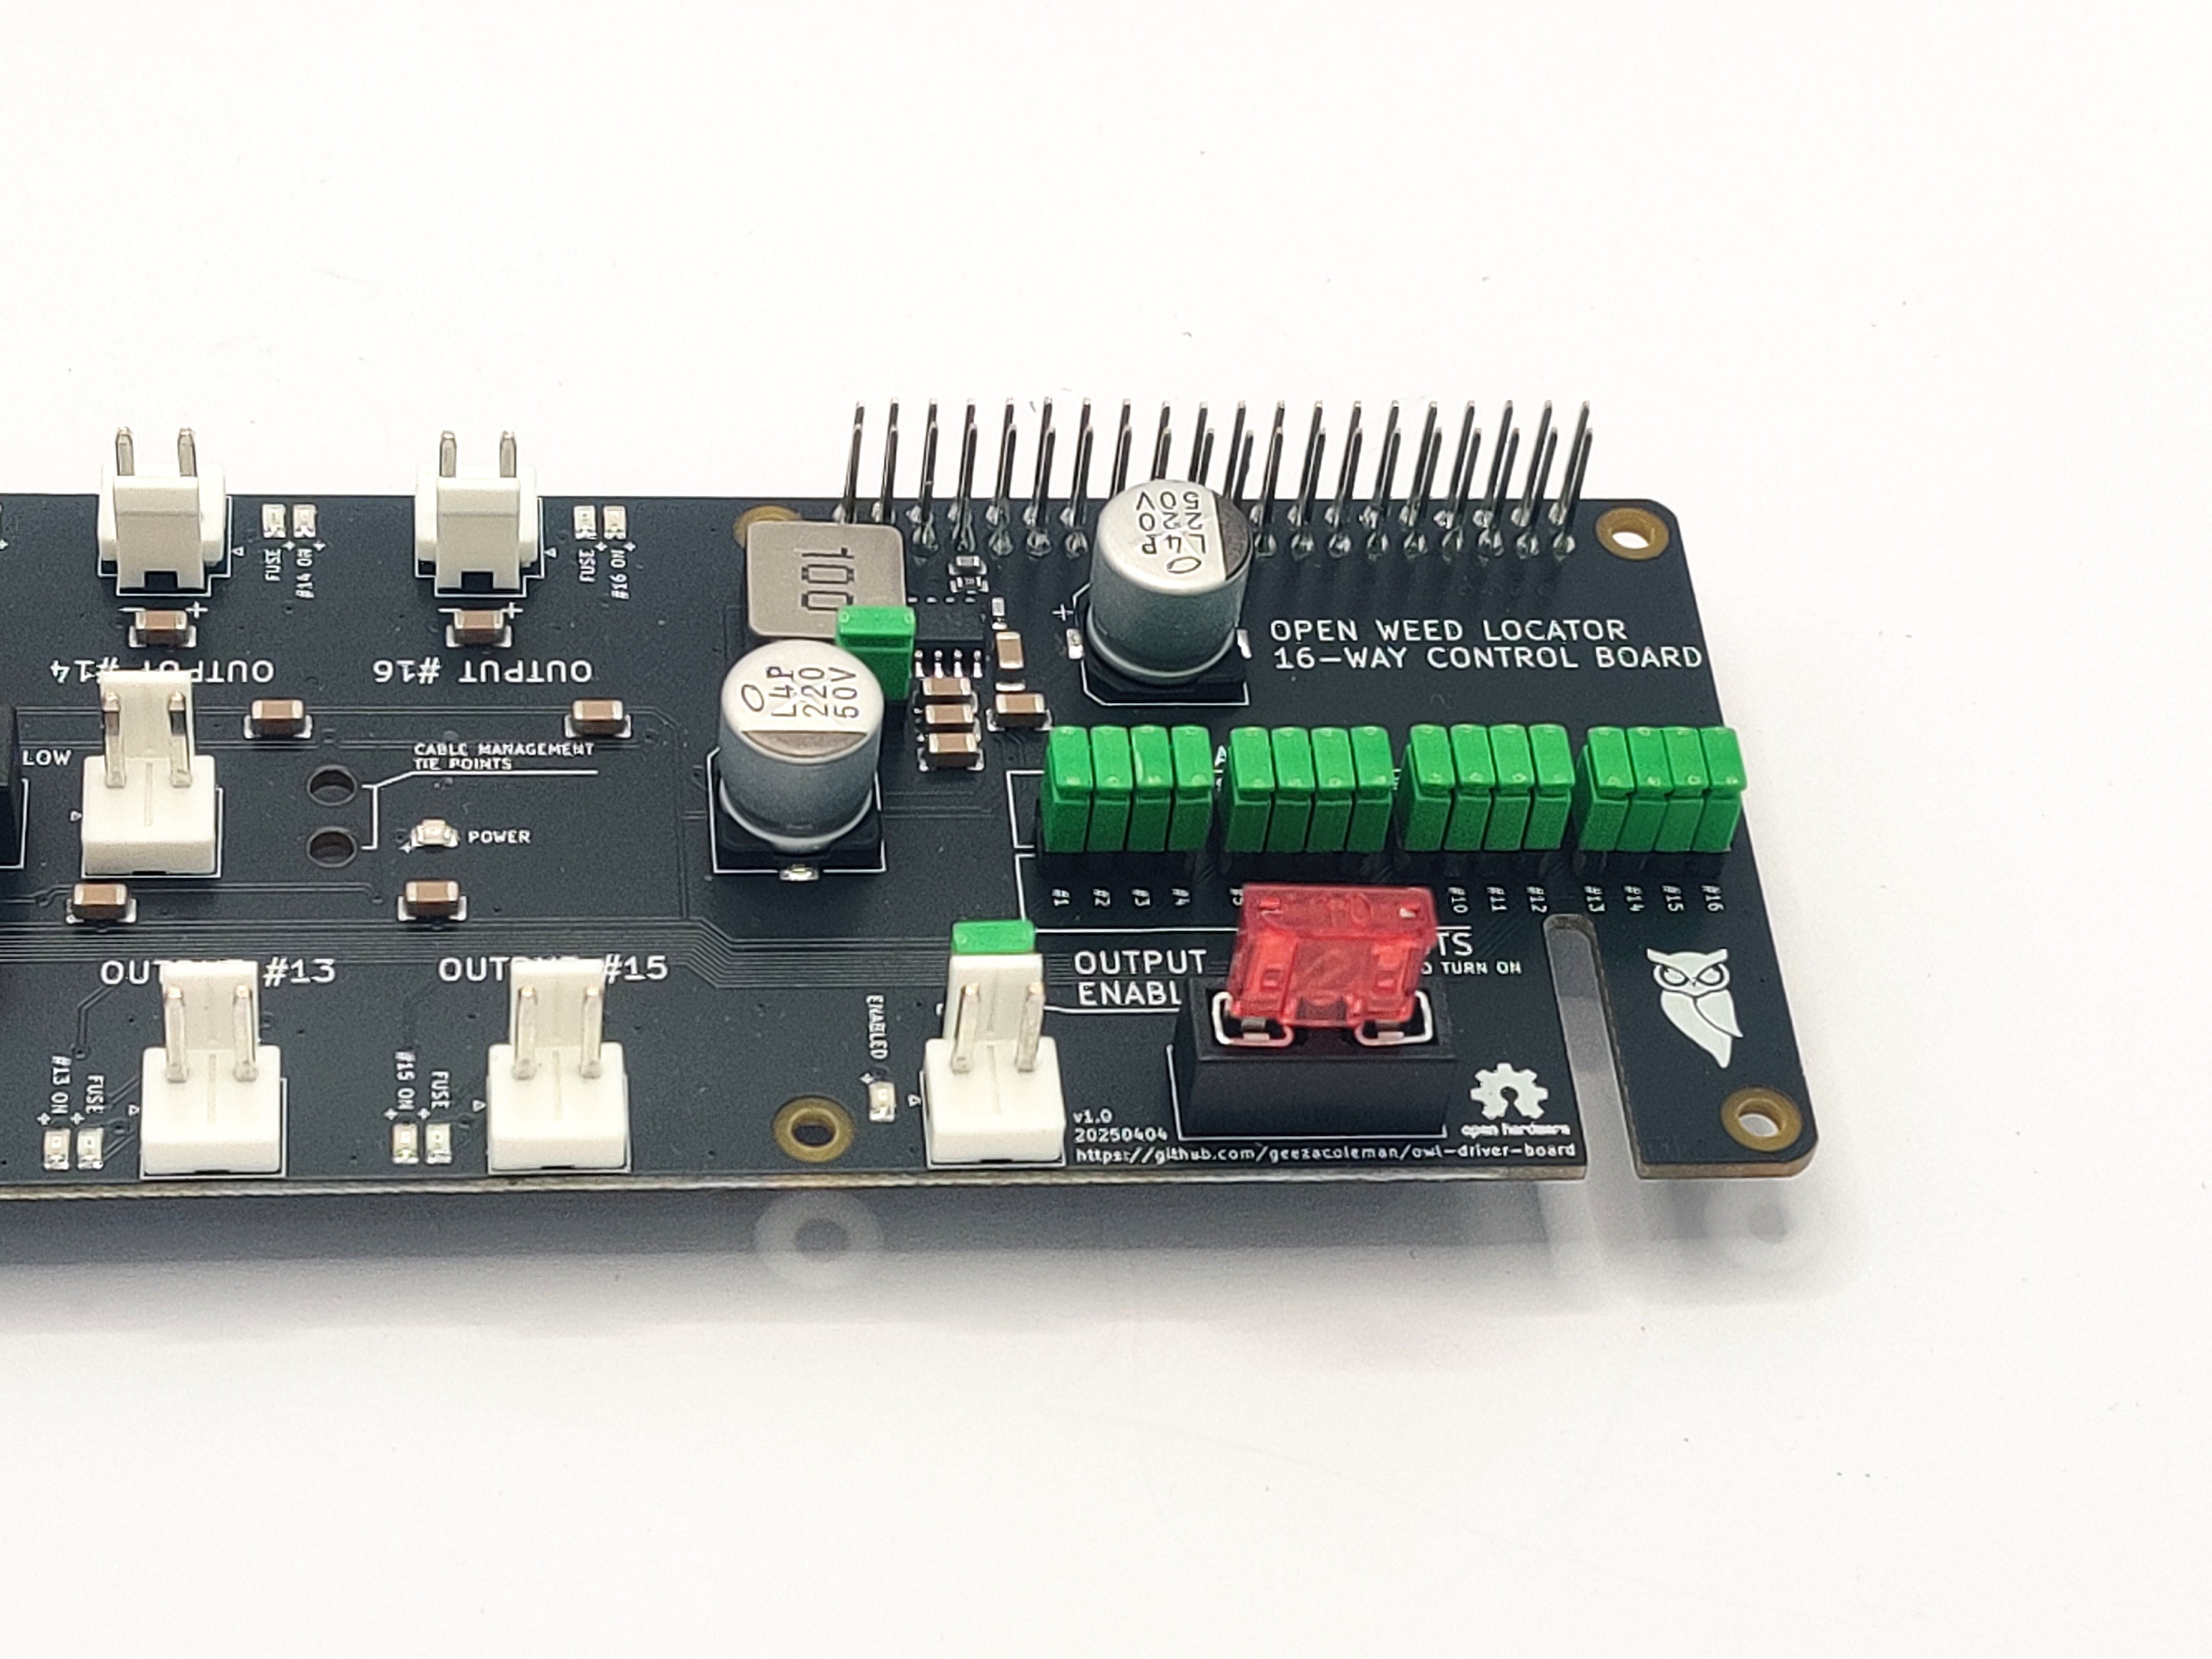 FUSE
#14 ON
FUSE
#16 ON
OUTPUT #14
OUTPUT #16
100
L4P
220
50V
OPEN WEED LOCATOR
16-WAY CONTROL BOARD
LOW
CABLE MANAGEMENT
TIE POINTS
POWER
#1
#2
#3
#4
#10
#11
#12
#13
#14
#15
#16
#13
#15
OUTPUT
TURN ON
ENABLED
#13 ON
FUSE
#15 ON
FUSE
v1.0
20250404
open hardware
https://github.com/geezacoleman/owl-driver-board